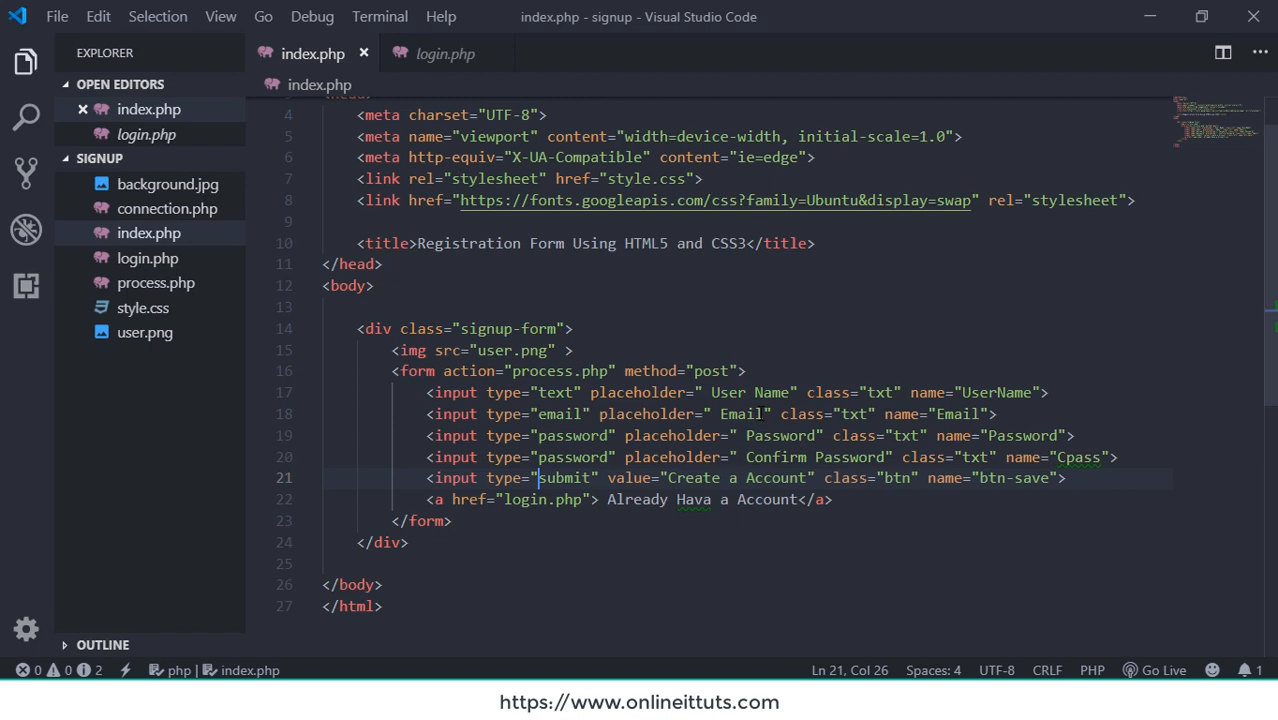 File Edit Selection View Go Debug Terminal Help index.php - signup - Visual Studio Code
EXPLORER
OPEN EDITORS
index.php
login.php
SIGNUP
background.jpg
connection.php
index.php
login.php
process.php
style.css
user.png
OUTLINE
index.php login.php
index.php
4 <meta charset="UTF-8">
5 <meta name="viewport" content="width=device-width, initial-scale=1.0">
6 <meta http-equiv="X-UA-Compatible" content="ie=edge">
7 <link rel="stylesheet" href="style.css">
8 <link href="https://fonts.googleapis.com/css?family=Ubuntu&display=swap" rel="stylesheet">
9
10 <title>Registration Form Using HTML5 and CSS3</title>
11 </head>
12 <body>
13
14 <div class="signup-form">
15 <img src="user.png" >
16 <form action="process.php" method="post">
17 <input type="text" placeholder=" User Name" class="txt" name="UserName">
18 <input type="email" placeholder=" Email" class="txt" name="Email">
19 <input type="password" placeholder=" Password" class="txt" name="Password">
20 <input type="password" placeholder=" Confirm Password" class="txt" name="Cpass">
21 <input type="submit" value="Create a Account" class="btn" name="btn-save">
22 <a href="login.php"> Already Hava a Account</a>
23 </form>
24 </div>
25
26 </body>
27 </html>
0 0 2 php index.php Ln 21, Col 26 Spaces: 4 UTF-8 CRLF PHP Go Live 1
https://www.onlineittuts.com